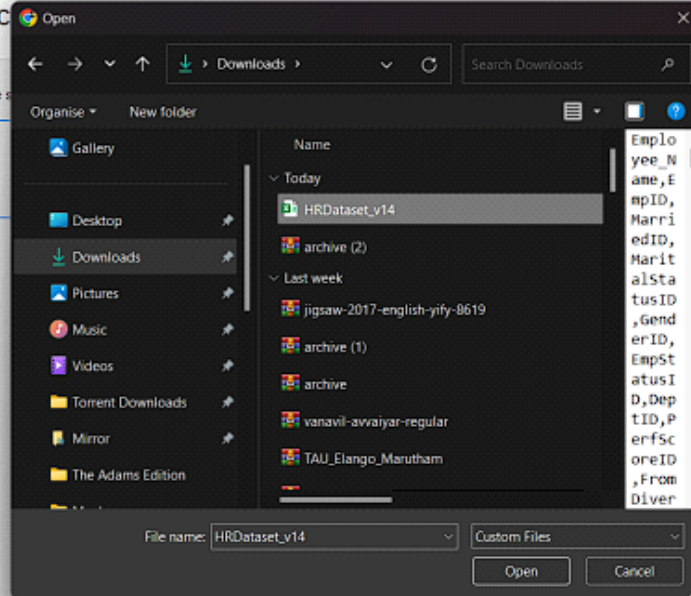 Open
Downloads
Search Downloads
Organise
New folder
Gallery
Desktop
Downloads
Pictures
Music
Videos
Torrent Downloads
Mirror
The Adams Edition
Name
Today
HRDataset_v14
archive (2)
Last week
jigsaw-2017-english-yify-8619
archive (1)
archive
vanavil-avvaiyar-regular
TAU_Elango_Marutham
Emplo
yee_N
ame,E
mpID,
Marri
edID,
Marit
alSta
tusID
,Gend
erID,
EmpSt
atusI
D,Dep
tID,P
erfSc
oreID
,From
Diver
File name: HRDataset_v14
Custom Files
Open
Cancel